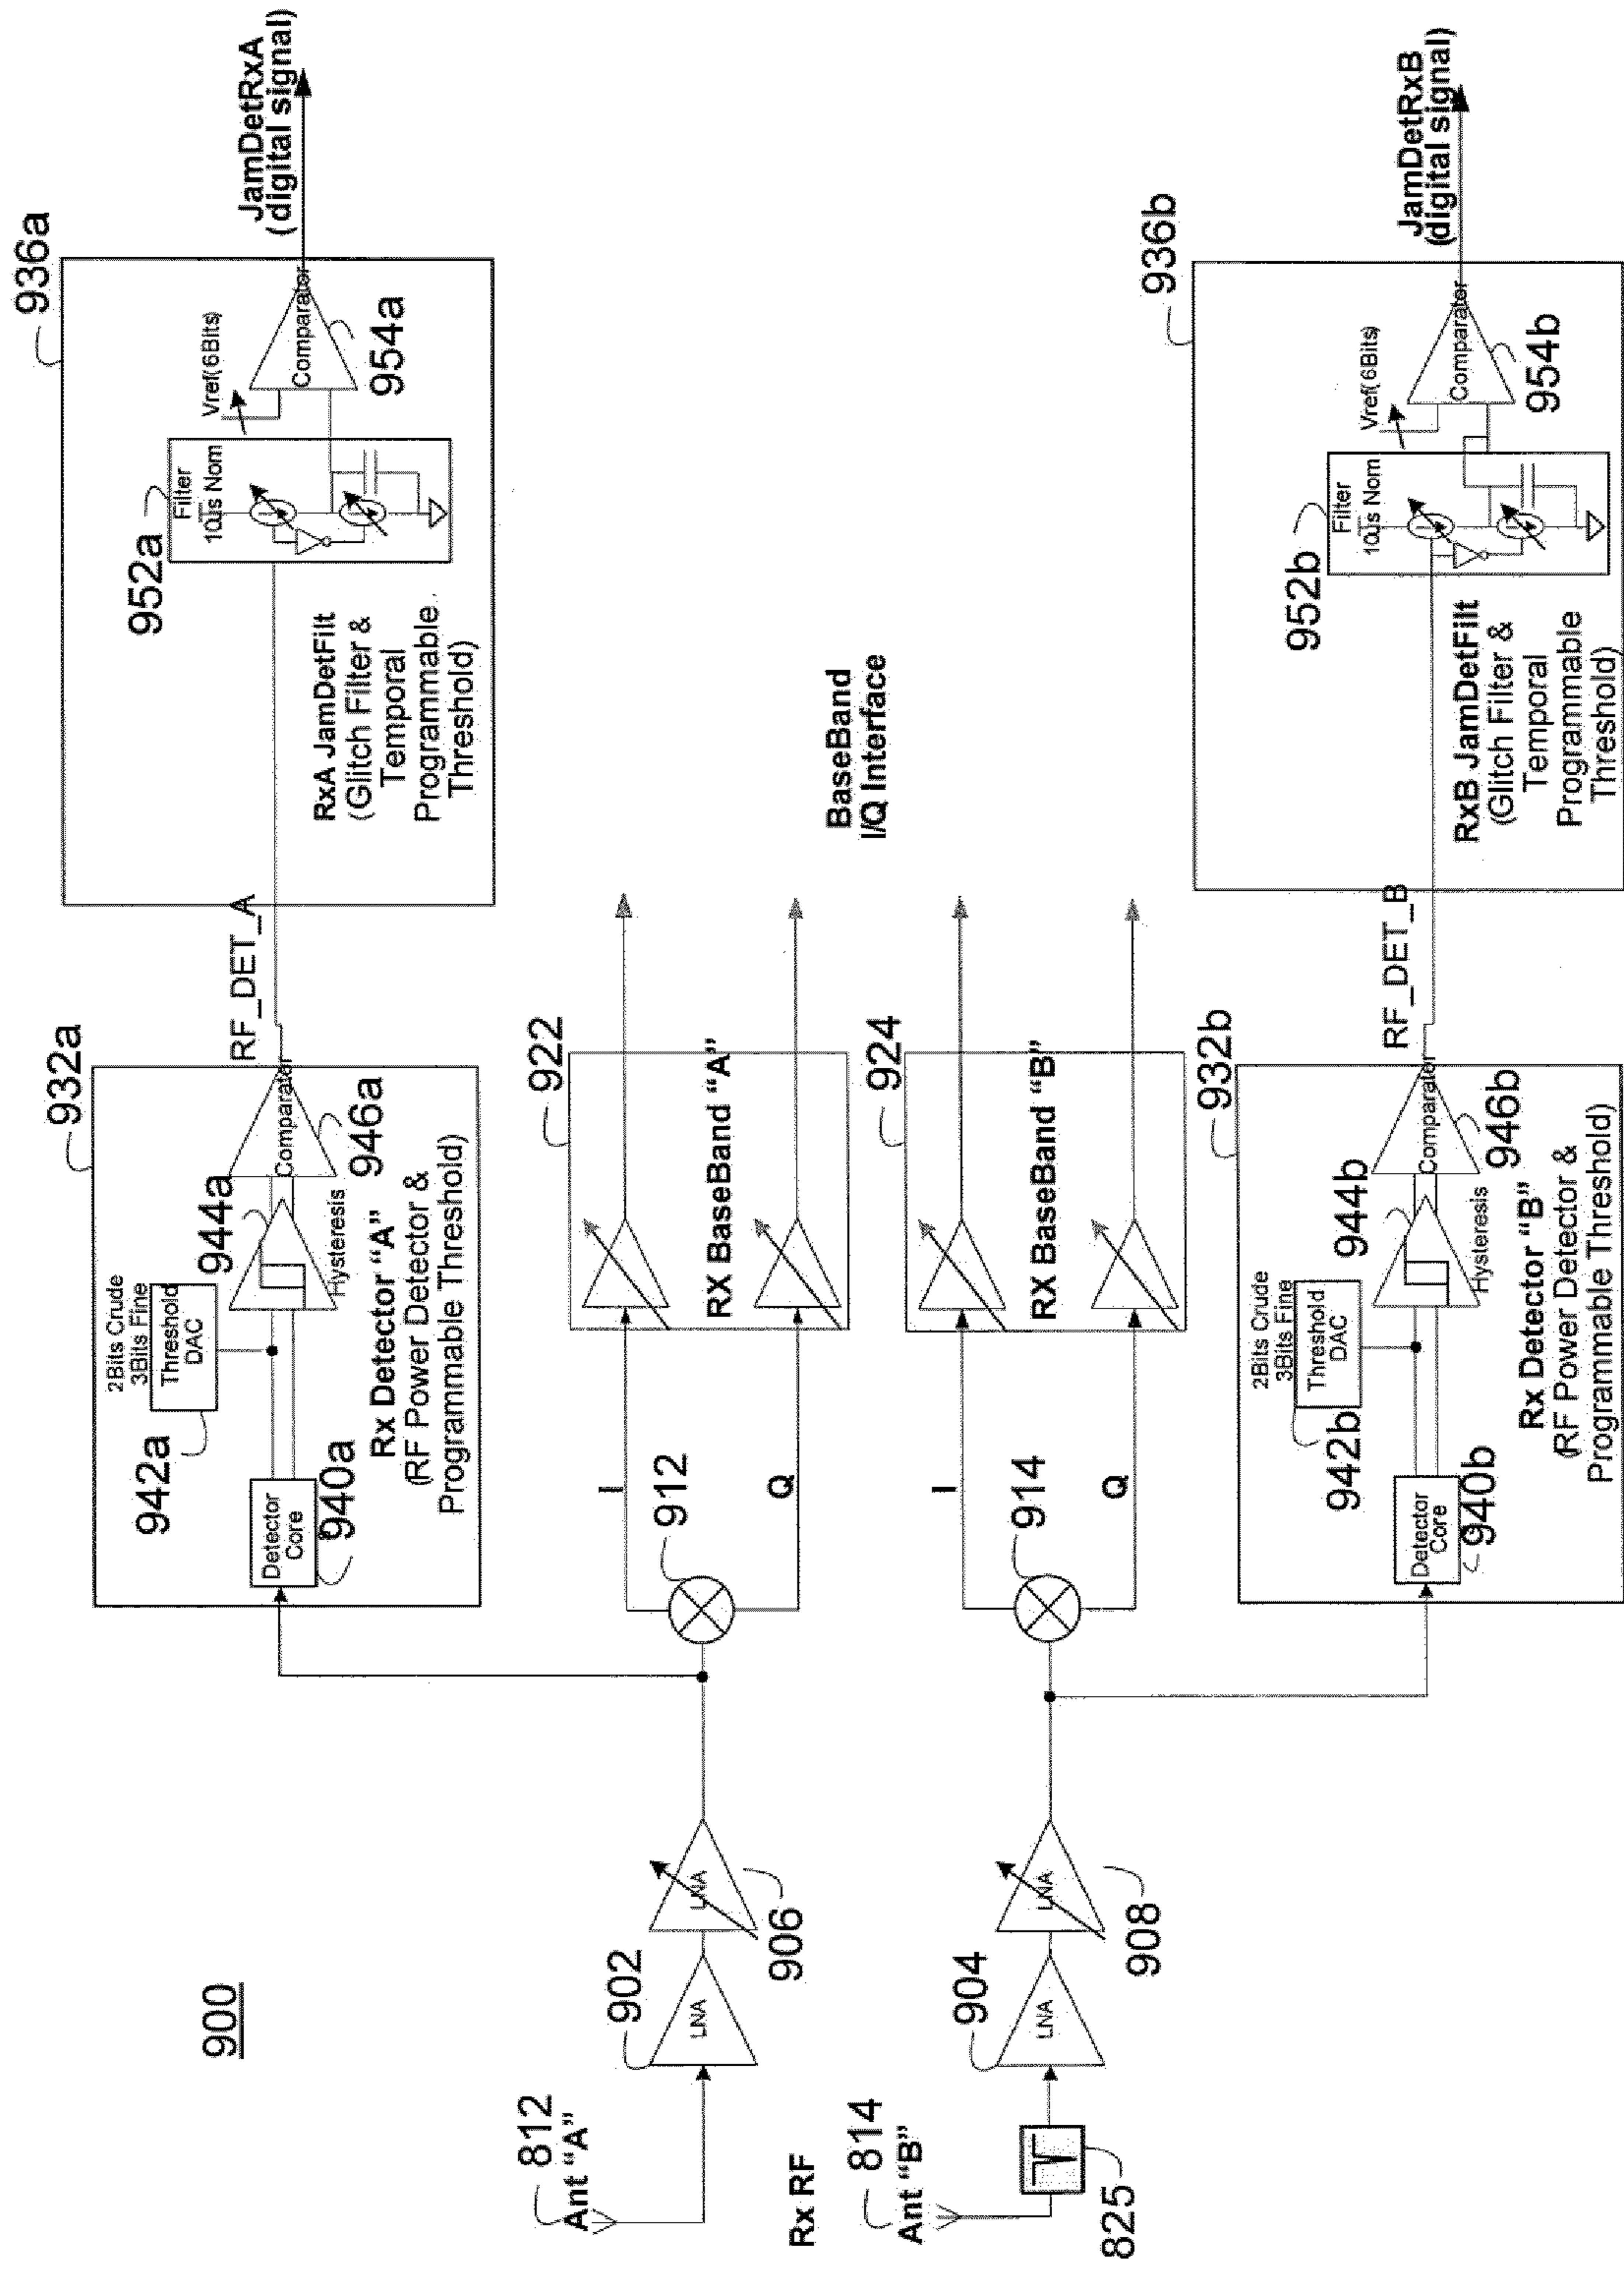 900
812
Ant “A”
902
LNA
906
LNA
Rx RF
814
Ant “B”
825
904
LNA
908
LNA
932a
942a
2Bits Crude
3Bits Fine
Threshold
DAC
944a
Hysteresis
Comparator
946a
Detector
Core
940a
Rx Detector “A”
(RF Power Detector &
Programmable Threshold)
RF_DET_A
936a
952a
Filter
10us Nom
Vref(6Bits)
Comparator
954a
RxA JamDetFilt
(Glitch Filter &
Temporal
Programmable
Threshold)
JamDetRxA
(digital signal)
912
I
Q
922
RX BaseBand “A”
BaseBand
I/Q Interface
914
I
Q
924
RX BaseBand “B”
932b
942b
2Bits Crude
3Bits Fine
Threshold
DAC
944b
Hysteresis
Comparator
946b
Detector
Core
940b
Rx Detector “B”
(RF Power Detector &
Programmable Threshold)
RF_DET_B
936b
952b
Filter
10us Nom
Vref(6Bits)
Comparator
954b
RxB JamDetFilt
(Glitch Filter &
Temporal
Programmable
Threshold)
JamDetRxB
(digital signal)